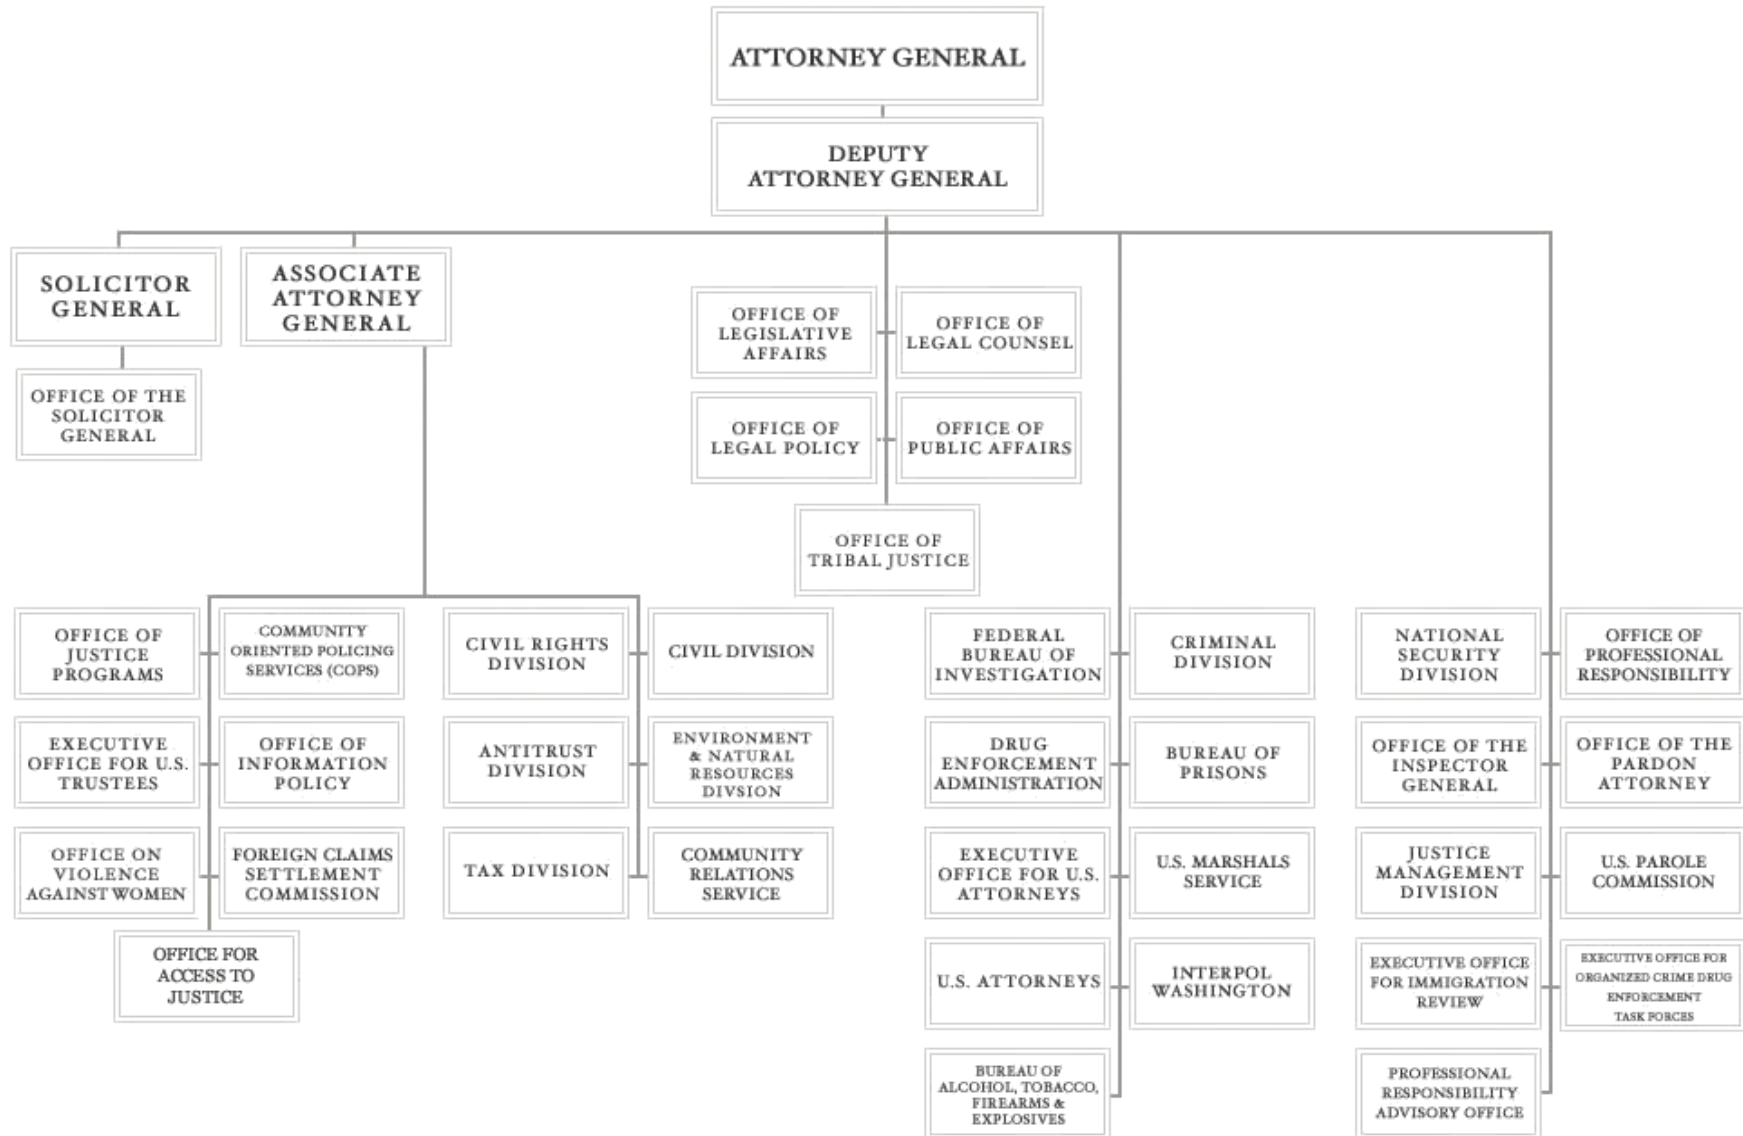 ATTORNEY GENERAL
DEPUTY
ATTORNEY GENERAL
SOLICITOR
GENERAL
ASSOCIATE
ATTORNEY
GENERAL
OFFICE OF THE
SOLICITOR
GENERAL
OFFICE OF
LEGISLATIVE
AFFAIRS
OFFICE OF
LEGAL COUNSEL
OFFICE OF
LEGAL POLICY
OFFICE OF
PUBLIC AFFAIRS
OFFICE OF
TRIBAL JUSTICE
OFFICE OF
JUSTICE
PROGRAMS
COMMUNITY
ORIENTED POLICING
SERVICES (COPS)
CIVIL RIGHTS
DIVISION
CIVIL DIVISION
FEDERAL
BUREAU OF
INVESTIGATION
CRIMINAL
DIVISION
NATIONAL
SECURITY
DIVISION
OFFICE OF
PROFESSIONAL
RESPONSIBILITY
EXECUTIVE
OFFICE FOR U.S.
TRUSTEES
OFFICE OF
INFORMATION
POLICY
ANTITRUST
DIVISION
ENVIRONMENT
& NATURAL
RESOURCES
DIVSION
DRUG
ENFORCEMENT
ADMINISTRATION
BUREAU OF
PRISONS
OFFICE OF THE
INSPECTOR
GENERAL
OFFICE OF THE
PARDON
ATTORNEY
OFFICE ON
VIOLENCE
AGAINST WOMEN
FOREIGN CLAIMS
SETTLEMENT
COMMISSION
TAX DIVISION
COMMUNITY
RELATIONS
SERVICE
EXECUTIVE
OFFICE FOR U.S.
ATTORNEYS
U.S. MARSHALS
SERVICE
JUSTICE
MANAGEMENT
DIVISION
U.S. PAROLE
COMMISSION
OFFICE FOR
ACCESS TO
JUSTICE
U.S. ATTORNEYS
INTERPOL
WASHINGTON
EXECUTIVE OFFICE
FOR IMMIGRATION
REVIEW
EXECUTIVE OFFICE FOR
ORGANIZED CRIME DRUG
ENFORCEMENT
TASK FORCES
BUREAU OF
ALCOHOL, TOBACCO,
FIREARMS &
EXPLOSIVES
PROFESSIONAL
RESPONSIBILITY
ADVISORY OFFICE